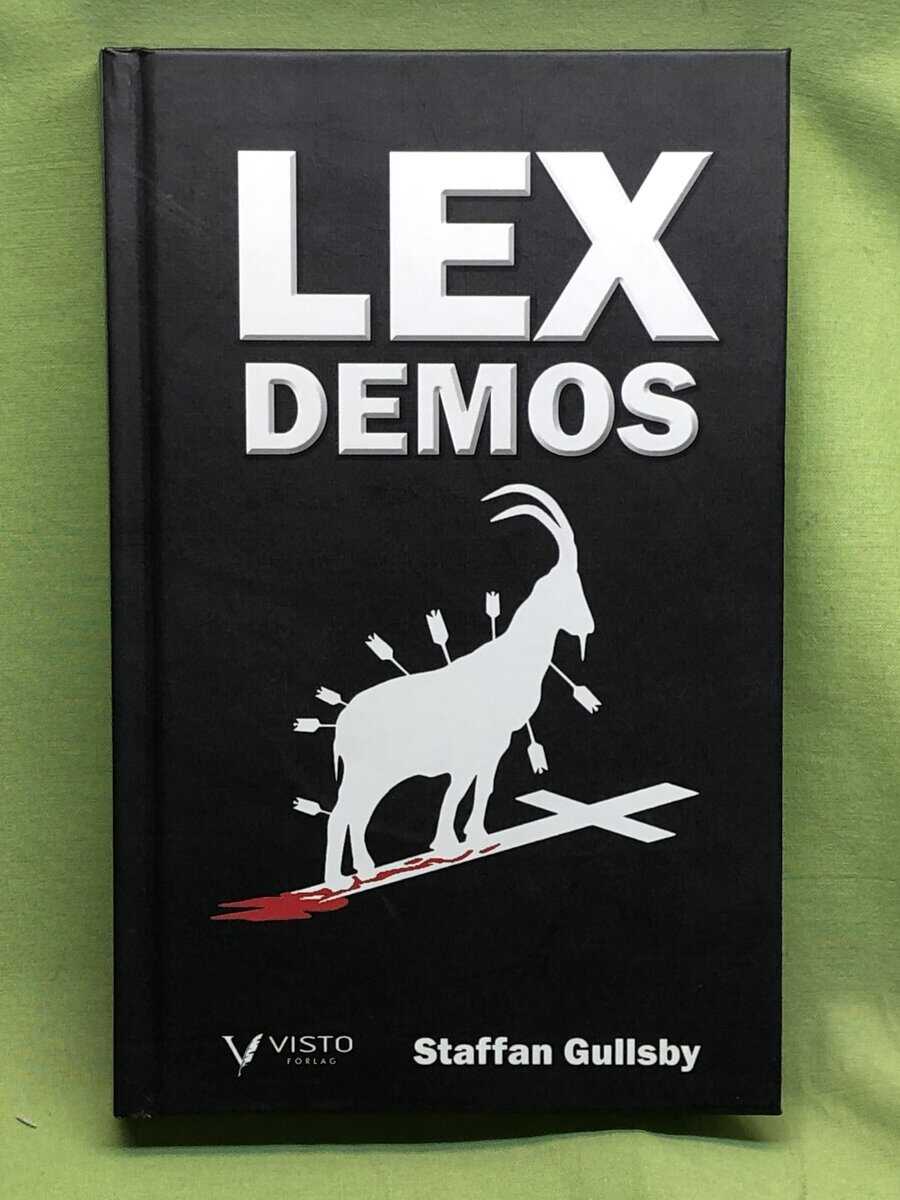 LEX
DEMOS
VISTO
FÖRLAG
Staffan Gullsby